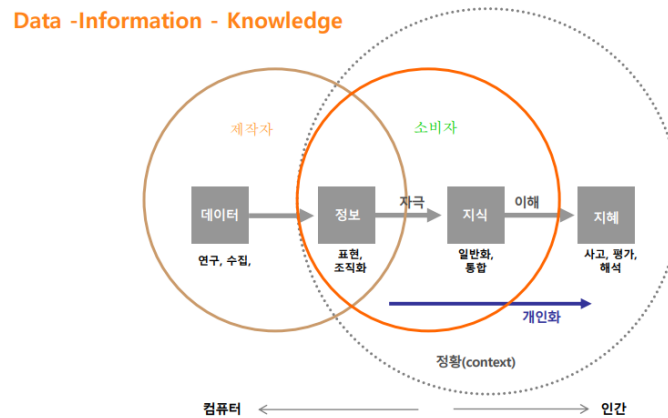 Data -Information - Knowledge
제작자
소비자
데이터
정보
자극
지식
이해
지혜
연구, 수집,
표현,
조직화
일반화,
통합
사고, 평가,
해석
개인화
정황(context)
컴퓨터
인간